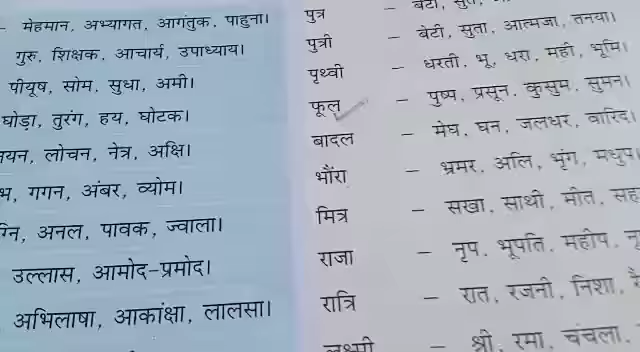 – मेहमान, अभ्यागत, आगंतुक, पाहुना।
गुरु, शिक्षक, आचार्य, उपाध्याय।
पीयूष, सोम, सुधा, अमी।
घोड़ा, तुरंग, हय, घोटक।
लोचन, नेत्र, अक्षि।
गगन, अंबर, व्योम।
अनल, पावक, ज्वाला।
उल्लास, आमोद-प्रमोद।
अभिलाषा, आकांक्षा, लालसा।
पुत्र – बेटा,
पुत्री – बेटी, सुता, आत्मजा, तनया।
पृथ्वी – धरती, भू, धरा, मही, भूमि।
फूल – पुष्प, प्रसून, कुसुम, सुमन।
बादल – मेघ, घन, जलधर, वारिद।
भौंरा – भ्रमर, अलि, भृंग, मधुप।
मित्र – सखा, साथी, मीत,
राजा – नृप, भूपति, महीप,
रात्रि – रात, रजनी, निशा,
लक्ष्मी – श्री, रमा, चंचला,